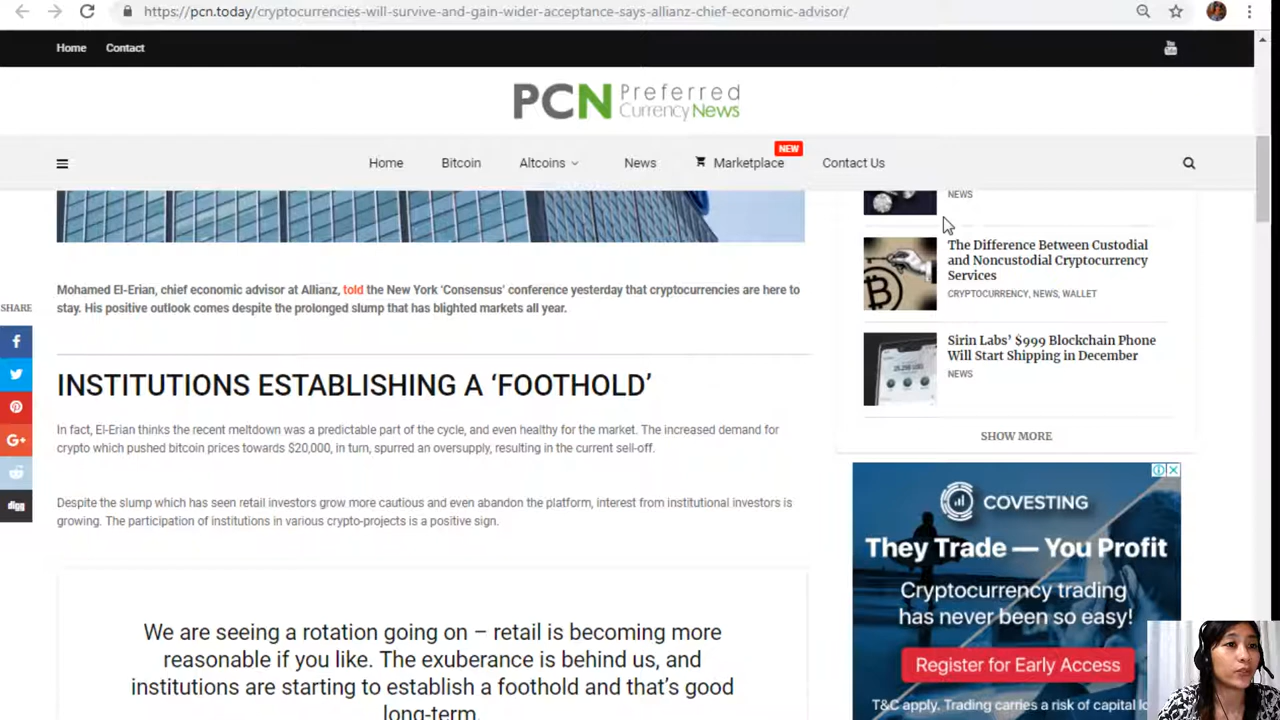 https://pcn.today/cryptocurrencies-will-survive-and-gain-wider-acceptance-says-allianz-chief-economic-advisor/
Home Contact You Tube
PCN Preferred
Currency News
Home Bitcoin Altcoins News Marketplace NEW Contact Us
NEWS
The Difference Between Custodial
and Noncustodial Cryptocurrency
Services
CRYPTOCURRENCY, NEWS, WALLET
Sirin Labs' $999 Blockchain Phone
Will Start Shipping in December
NEWS
SHOW MORE
SHARE
digg
Mohamed El-Erian, chief economic advisor at Allianz, told the New York 'Consensus' conference yesterday that cryptocurrencies are here to
stay. His positive outlook comes despite the prolonged slump that has blighted markets all year.
INSTITUTIONS ESTABLISHING A 'FOOTHOLD'
In fact, El-Erian thinks the recent meltdown was a predictable part of the cycle, and even healthy for the market. The increased demand for
crypto which pushed bitcoin prices towards $20,000, in turn, spurred an oversupply, resulting in the current sell-off.
Despite the slump which has seen retail investors grow more cautious and even abandon the platform, interest from institutional investors is
growing. The participation of institutions in various crypto-projects is a positive sign.
We are seeing a rotation going on – retail is becoming more
reasonable if you like. The exuberance is behind us, and
institutions are starting to establish a foothold and that's good
long-term.
COVESTING
They Trade — You Profit
Cryptocurrency trading
has never been so easy!
Register for Early Access
T&C apply. Trading carries a risk of capital